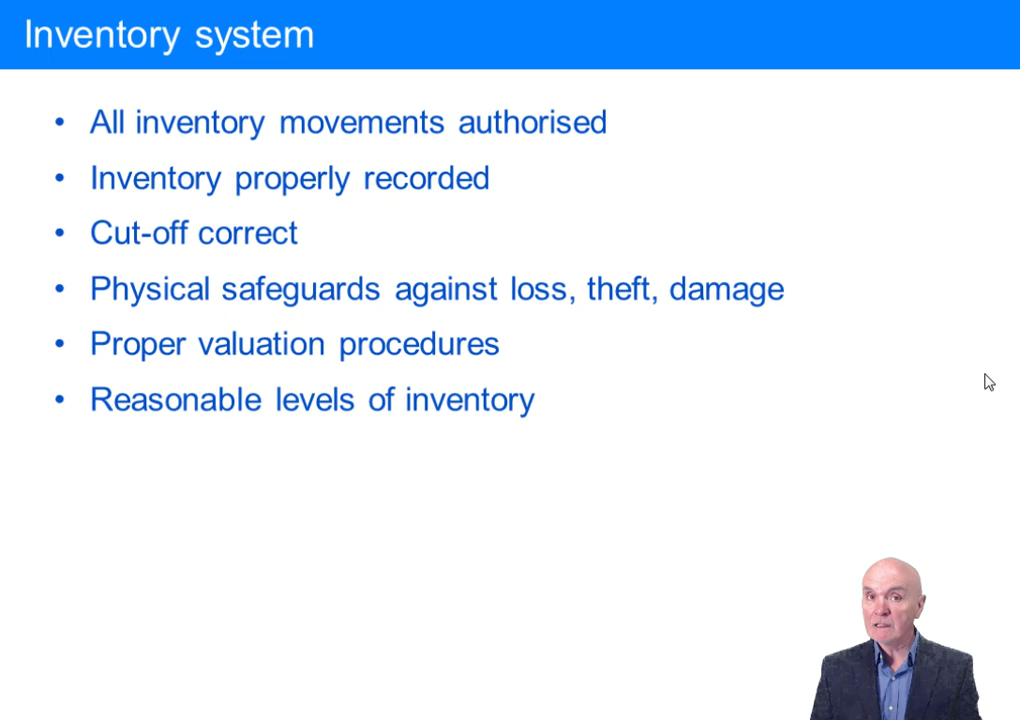 Inventory system
• All inventory movements authorised
• Inventory properly recorded
• Cut-off correct
• Physical safeguards against loss, theft, damage
• Proper valuation procedures
• Reasonable levels of inventory